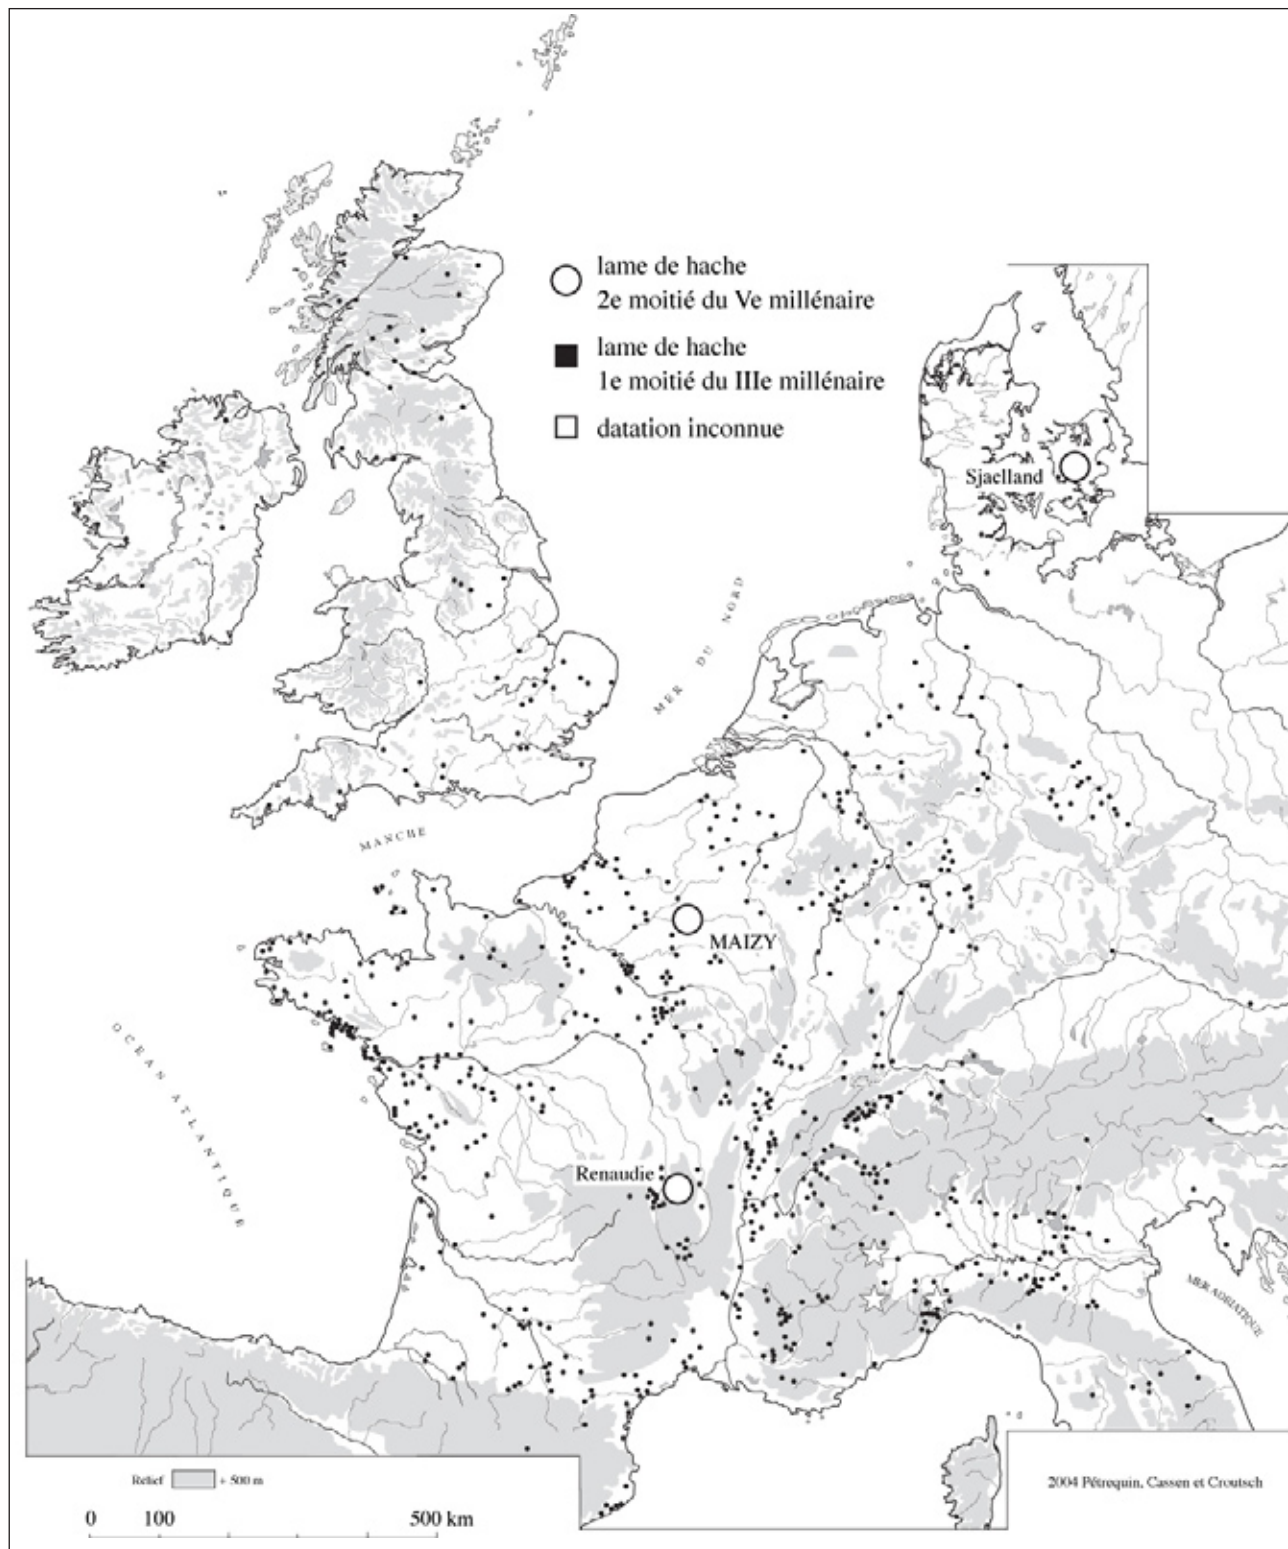 lame de hache
2e moitié du Ve millénaire
lame de hache
1e moitié du IIIe millénaire
datation inconnue
Sjaelland
MER DU NORD
MANCHE
MAIZY
OCEAN ATLANTIQUE
Renaudie
MER ADRIATIQUE
Relief + 500 m
2004 Pétrequin, Cassen et Croutsch
0 100 500 km